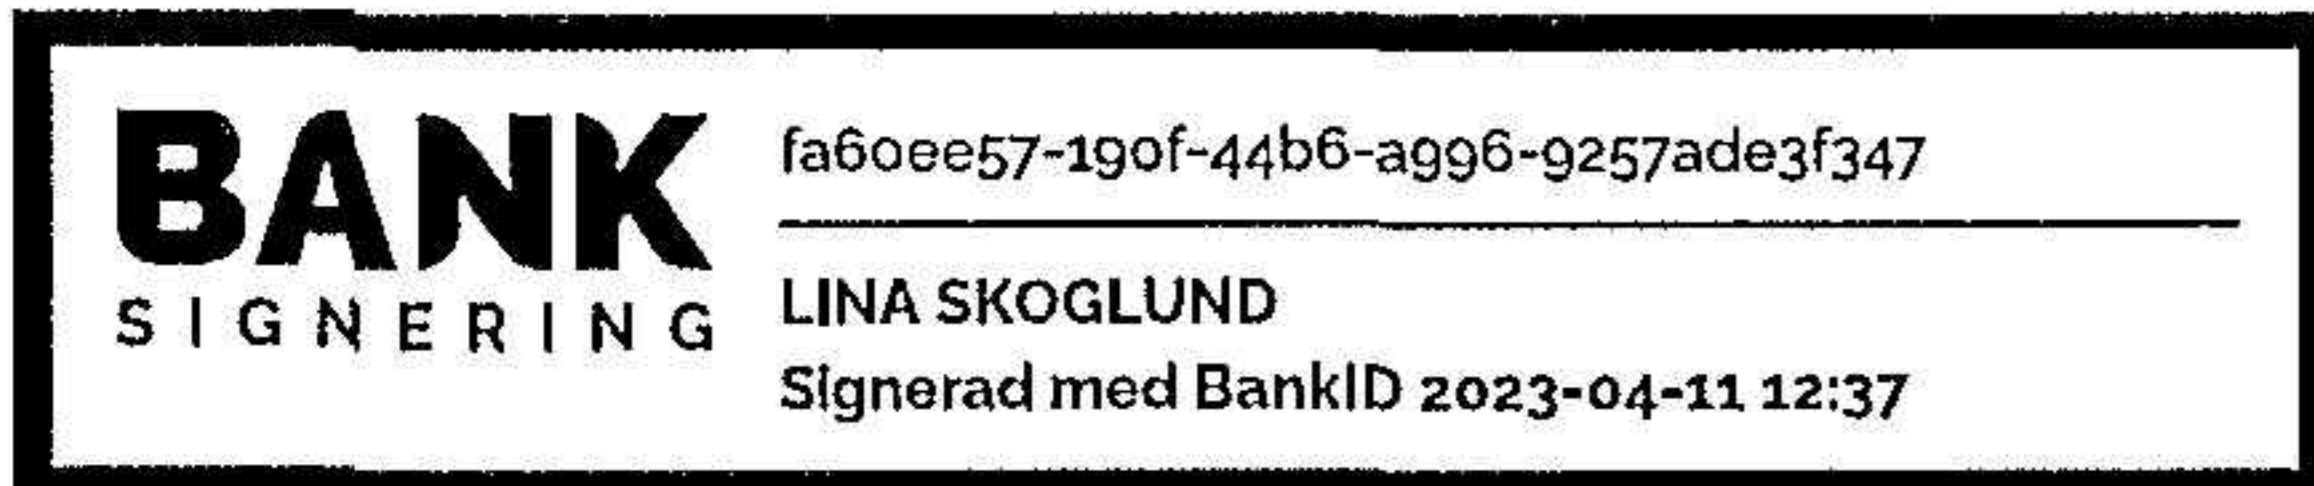 BANK
SIGNERING
fa60ee57-190f-44b6-a996-9257ade3f347
LINA SKOGLUND
Signerad med BankID 2023-04-11 12:37